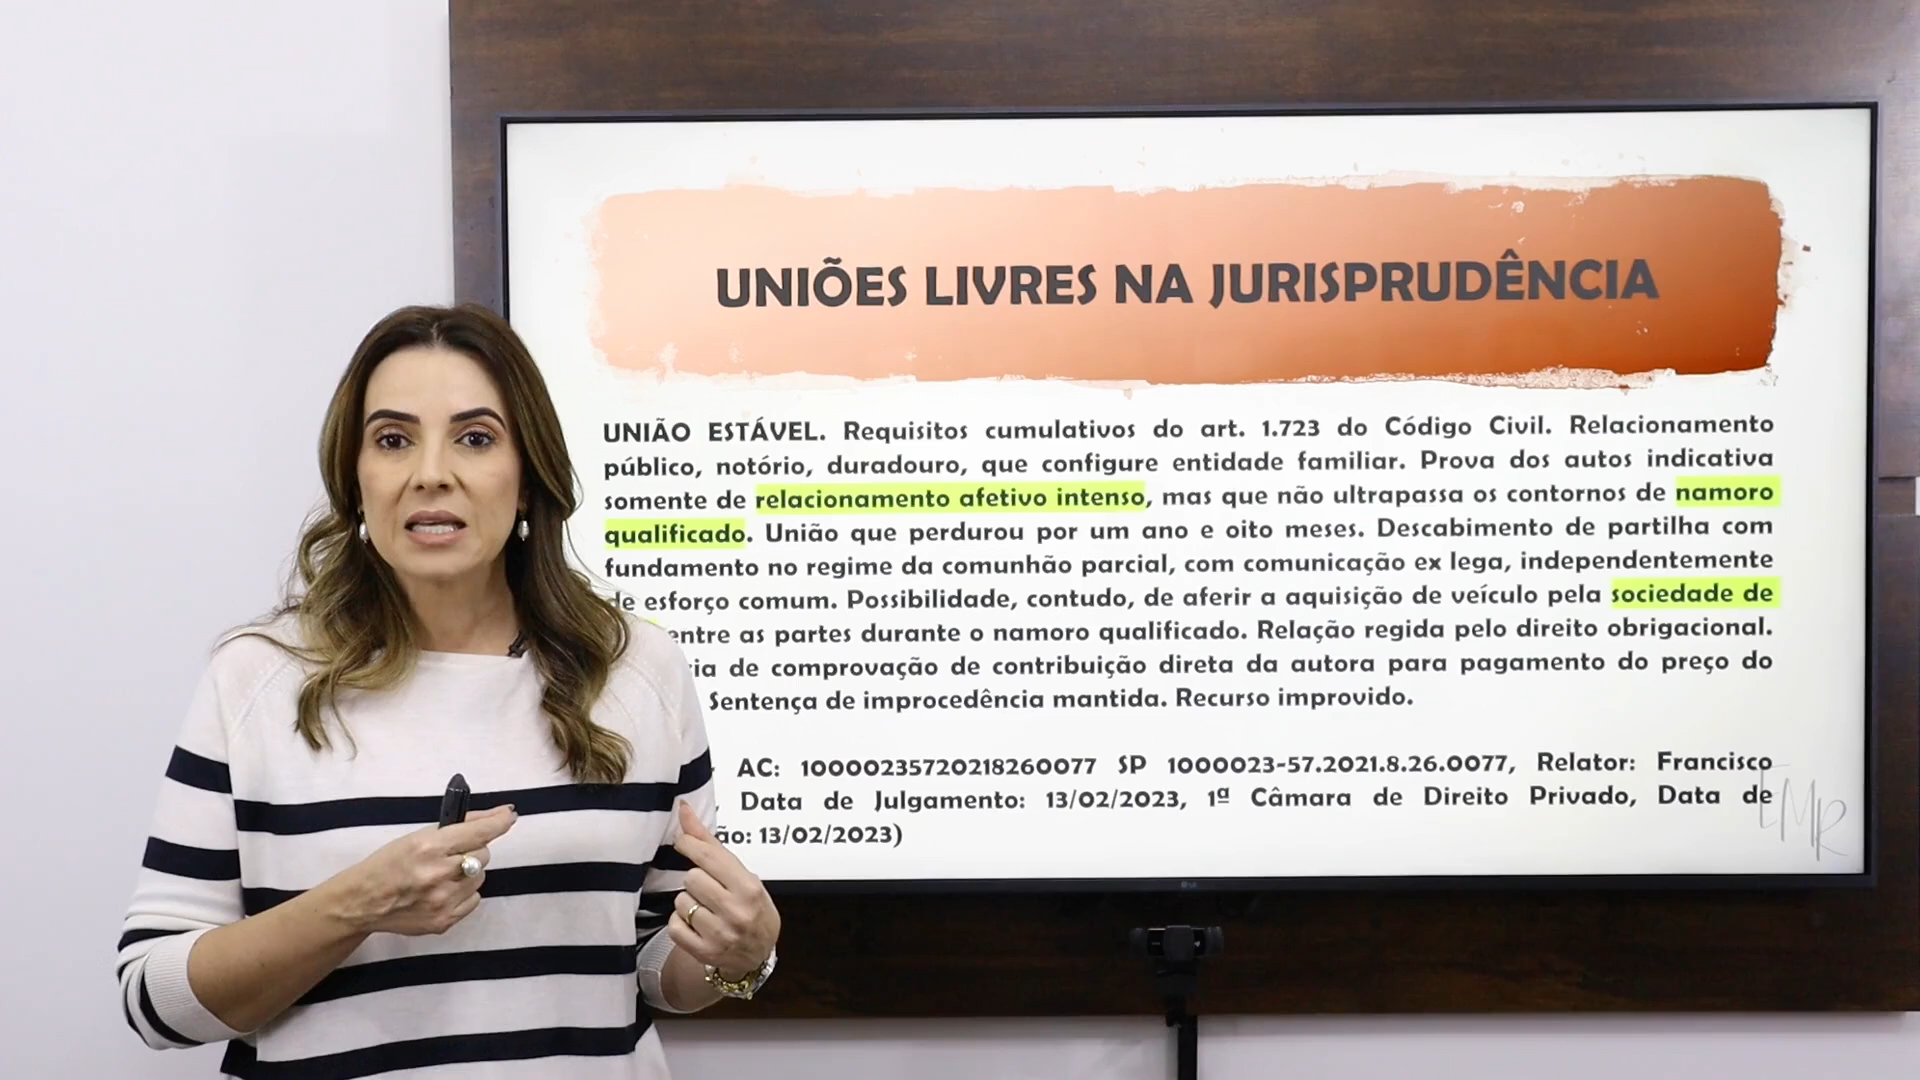 UNIÕES LIVRES NA JURISPRUDÊNCIA
UNIÃO ESTÁVEL. Requisitos cumulativos do art. 1.723 do Código Civil. Relacionamento
público, notório, duradouro, que configure entidade familiar. Prova dos autos indicativa
somente de relacionamento afetivo intenso, mas que não ultrapassa os contornos de namoro
qualificado. União que perdurou por um ano e oito meses. Descabimento de partilha com
fundamento no regime da comunhão parcial, com comunicação ex lega, independentemente
de esforço comum. Possibilidade, contudo, de aferir a aquisição de veículo pela sociedade de
entre as partes durante o namoro qualificado. Relação regida pelo direito obrigacional.
de comprovação de contribuição direta da autora para pagamento do preço do
Sentença de improcedência mantida. Recurso improvido.
AC: 10000235720218260077 SP 1000023-57.2021.8.26.0077, Relator: Francisco
, Data de Julgamento: 13/02/2023, 1ª Câmara de Direito Privado, Data de
ão: 13/02/2023)
EMR
LG